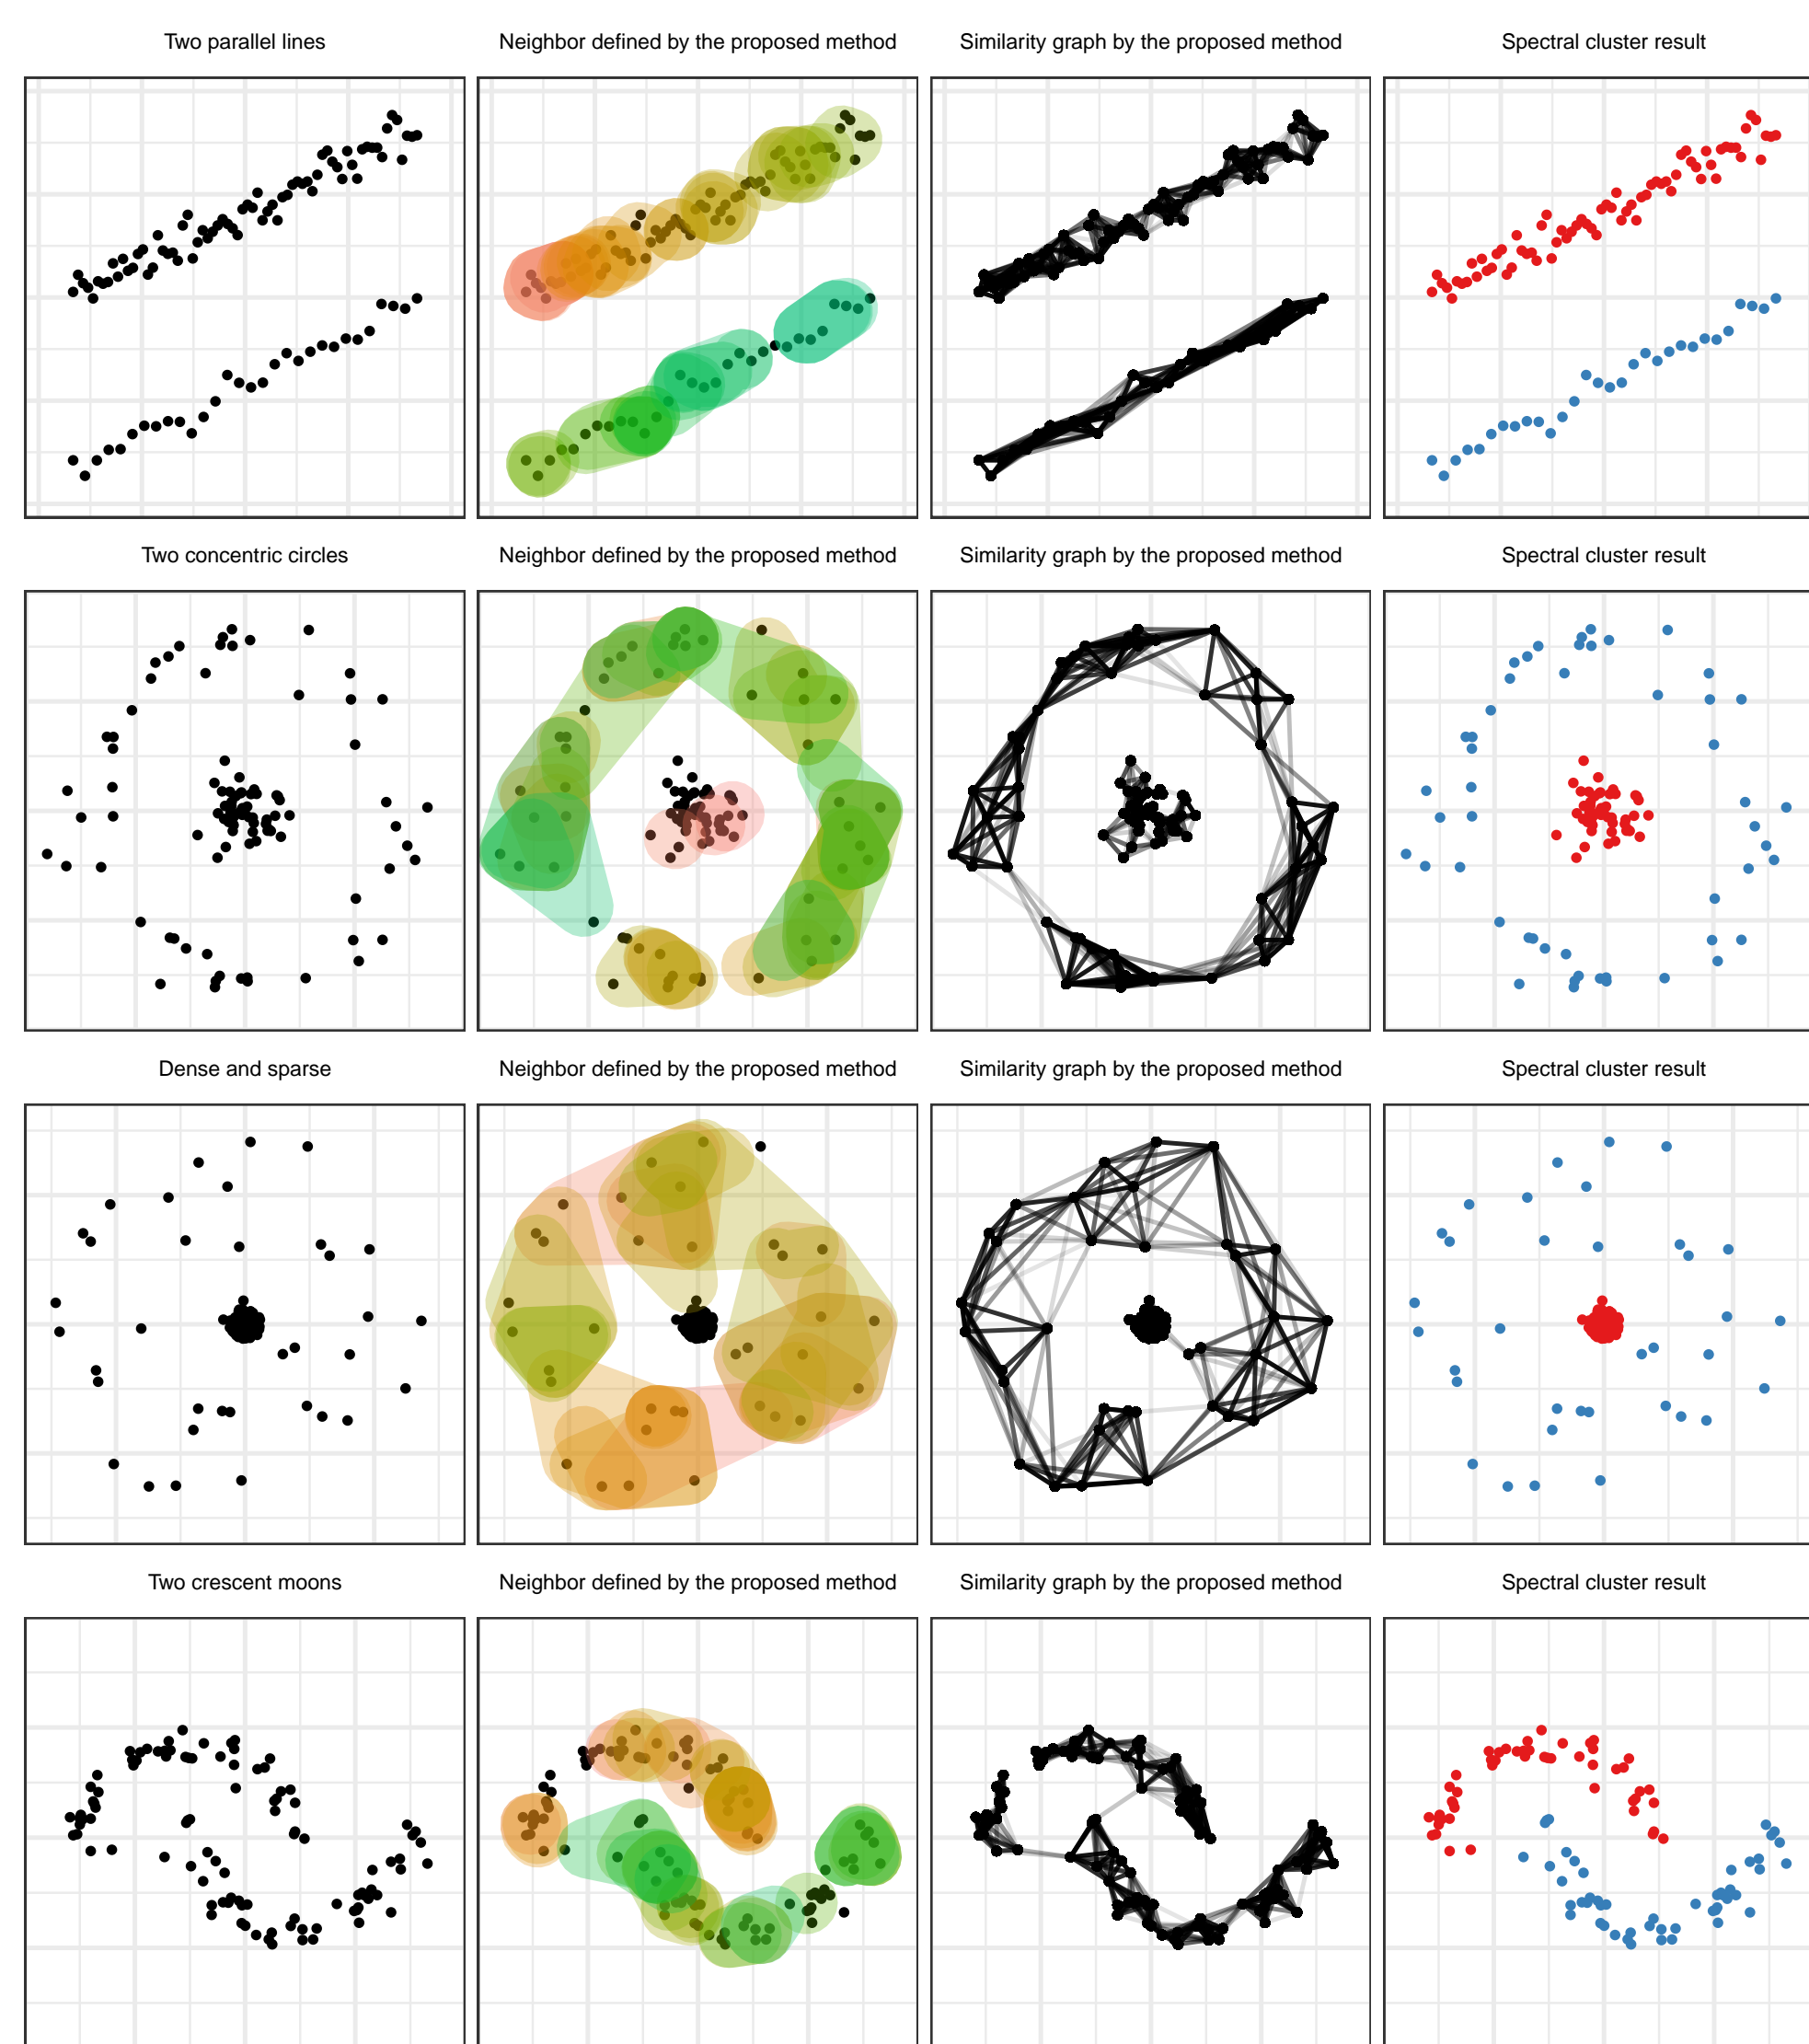 Two parallel lines
Neighbor defined by the proposed method
Similarity graph by the proposed method
Spectral cluster result
Two concentric circles
Neighbor defined by the proposed method
Similarity graph by the proposed method
Spectral cluster result
Dense and sparse
Neighbor defined by the proposed method
Similarity graph by the proposed method
Spectral cluster result
Two crescent moons
Neighbor defined by the proposed method
Similarity graph by the proposed method
Spectral cluster result